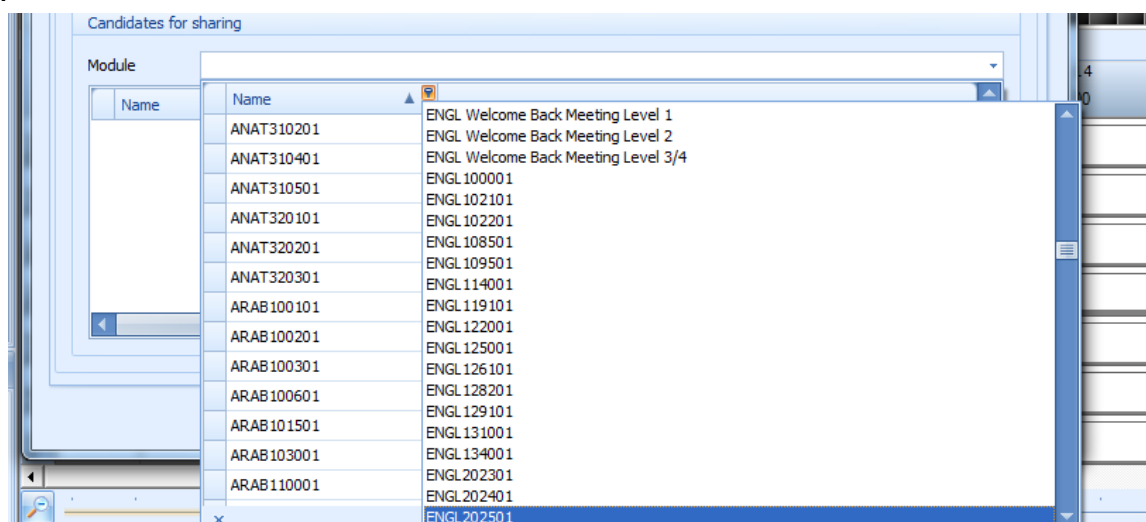 Candidates for sharing
Module
Name
Name
ANAT310201
ANAT310401
ANAT310501
ANAT320101
ANAT320201
ANAT320301
ARAB100101
ARAB100201
ARAB100301
ARAB100601
ARAB101501
ARAB103001
ARAB110001
ENGL Welcome Back Meeting Level 1
ENGL Welcome Back Meeting Level 2
ENGL Welcome Back Meeting Level 3/4
ENGL100001
ENGL102101
ENGL102201
ENGL108501
ENGL109501
ENGL114001
ENGL119101
ENGL122001
ENGL125001
ENGL126101
ENGL128201
ENGL129101
ENGL131001
ENGL134001
ENGL202301
ENGL202401
ENGL202501